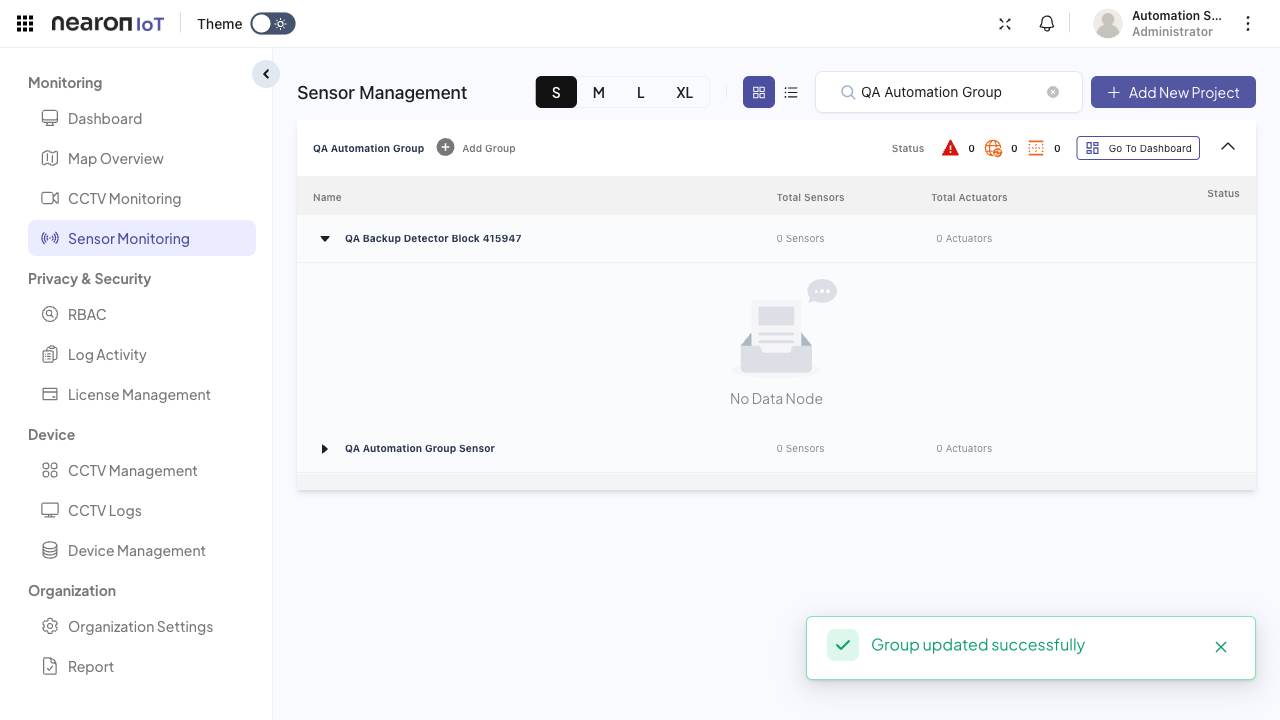 nearon IoT
Theme
Automation S...
Administrator
Monitoring
Dashboard
Map Overview
CCTV Monitoring
Sensor Monitoring
Privacy & Security
RBAC
Log Activity
License Management
Device
CCTV Management
CCTV Logs
Device Management
Organization
Organization Settings
Report
Sensor Management
S M L XL
QA Automation Group
Add New Project
QA Automation Group Add Group Status 0 0 0 Go To Dashboard
Name Total Sensors Total Actuators Status
QA Backup Detector Block 415947 0 Sensors 0 Actuators
No Data Node
QA Automation Group Sensor 0 Sensors 0 Actuators
Group updated successfully